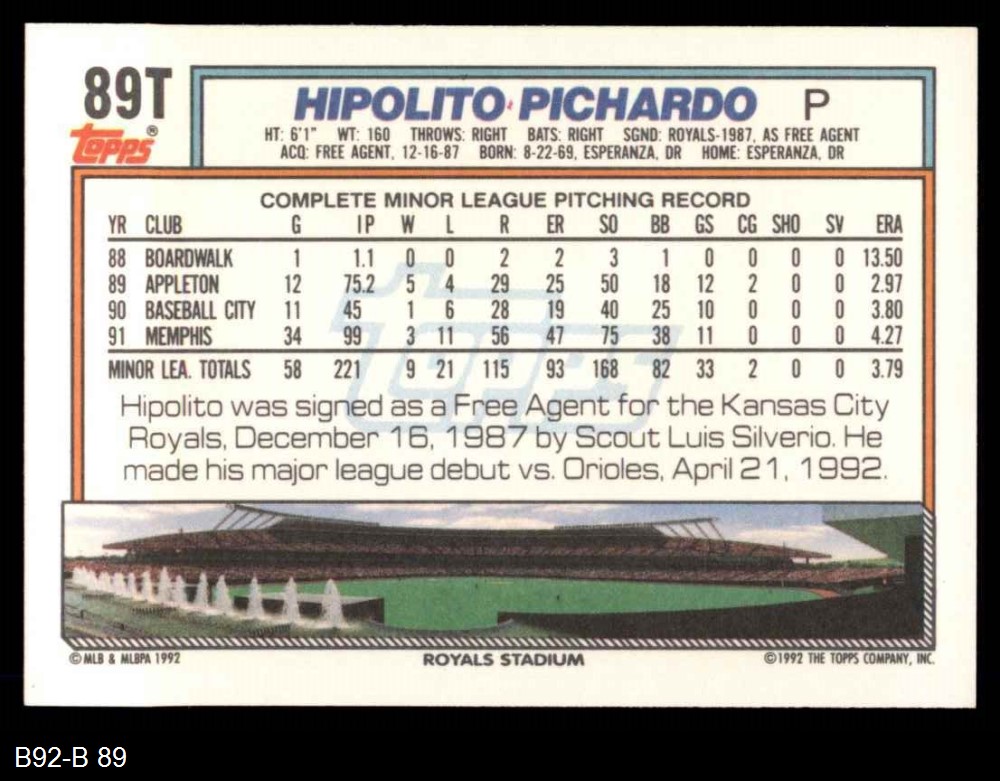 89T
topps®
HIPOLITO PICHARDO P
HT: 6'1" WT: 160 THROWS: RIGHT BATS: RIGHT SGND: ROYALS-1987, AS FREE AGENT
ACQ: FREE AGENT, 12-16-87 BORN: 8-22-69, ESPERANZA, DR HOME: ESPERANZA, DR
COMPLETE MINOR LEAGUE PITCHING RECORD
YR CLUB G IP W L R ER SO BB GS CG SHO SV ERA
88 BOARDWALK 1 1.1 0 0 2 2 3 1 0 0 0 0 13.50
89 APPLETON 12 75.2 5 4 29 25 50 18 12 2 0 0 2.97
90 BASEBALL CITY 11 45 1 6 28 19 40 25 10 0 0 0 3.80
91 MEMPHIS 34 99 3 11 56 47 75 38 11 0 0 0 4.27
MINOR LEA. TOTALS 58 221 9 21 115 93 168 82 33 2 0 0 3.79
topps
Hipolito was signed as a Free Agent for the Kansas City
Royals, December 16, 1987 by Scout Luis Silverio. He
made his major league debut vs. Orioles, April 21, 1992.
© MLB & MLBPA 1992 ROYALS STADIUM ©1992 THE TOPPS COMPANY, INC.
B92-B 89